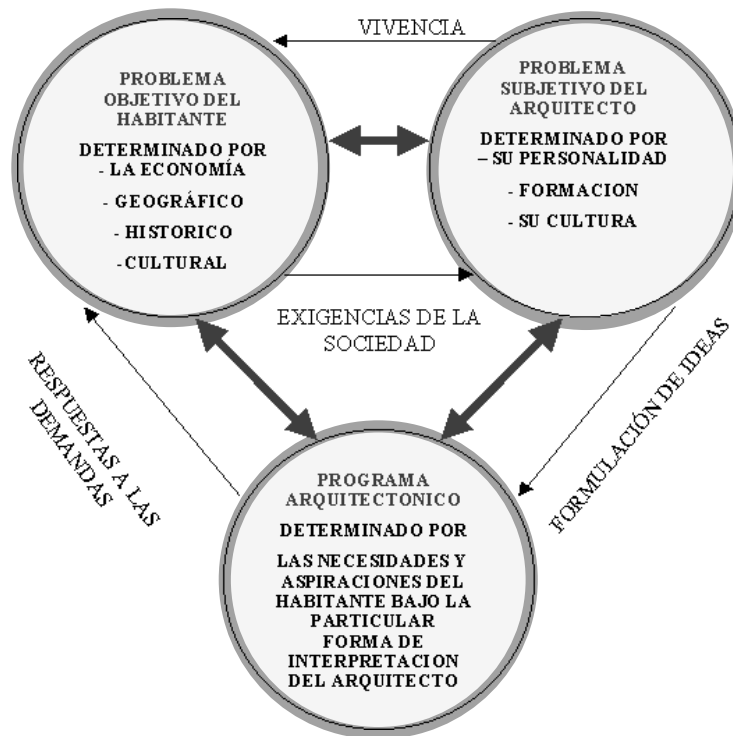 VIVENCIA
PROBLEMA
OBJETIVO DEL
HABITANTE
DETERMINADO POR
- LA ECONOMÍA
- GEOGRÁFICO
- HISTORICO
-CULTURAL
PROBLEMA
SUBJETIVO DEL
ARQUITECTO
DETERMINADO POR
– SU PERSONALIDAD
- FORMACION
- SU CULTURA
EXIGENCIAS DE LA
SOCIEDAD
RESPUESTAS A LAS
DEMANDAS
FORMULACIÓN DE IDEAS
PROGRAMA
ARQUITECTONICO
DETERMINADO POR
LAS NECESIDADES Y
ASPIRACIONES DEL
HABITANTE BAJO LA
PARTICULAR
FORMA DE
INTERPRETACION
DEL ARQUITECTO